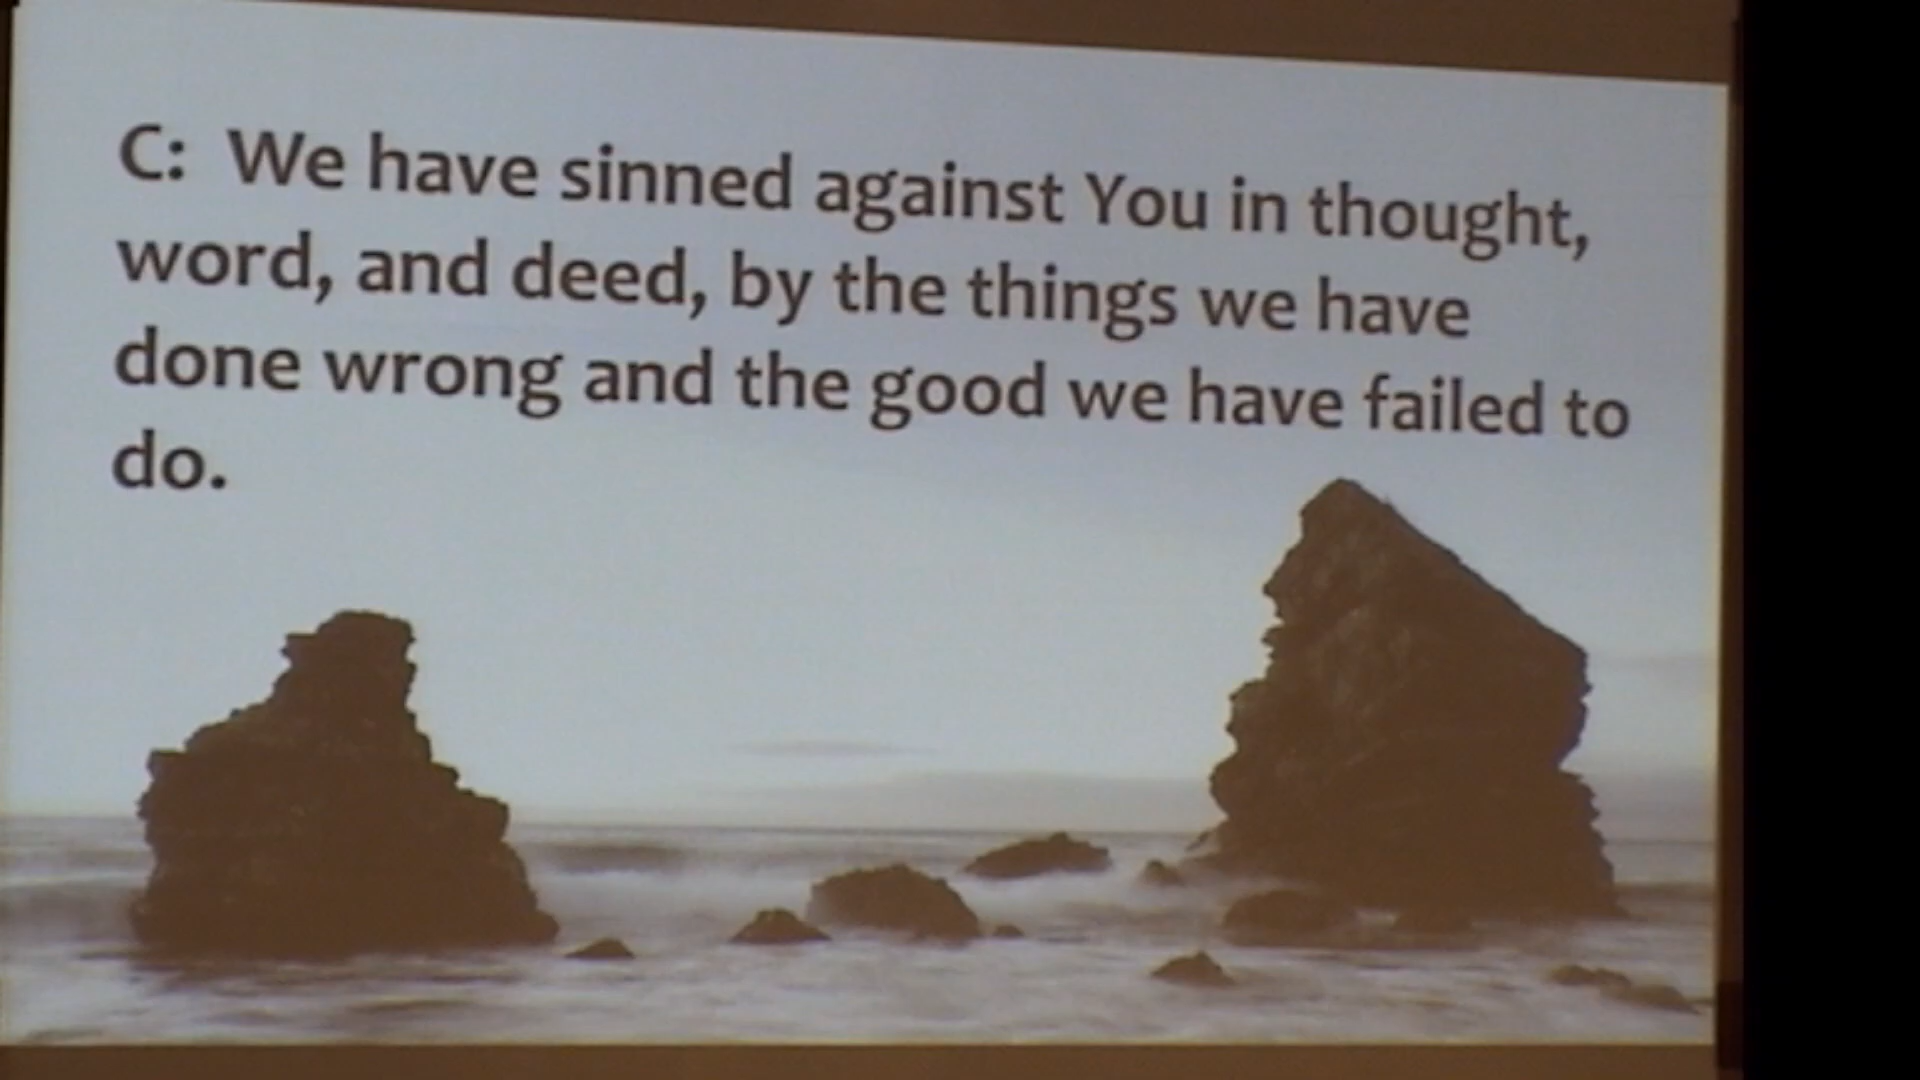 C: We have sinned against You in thought,
word, and deed, by the things we have
done wrong and the good we have failed to
do.